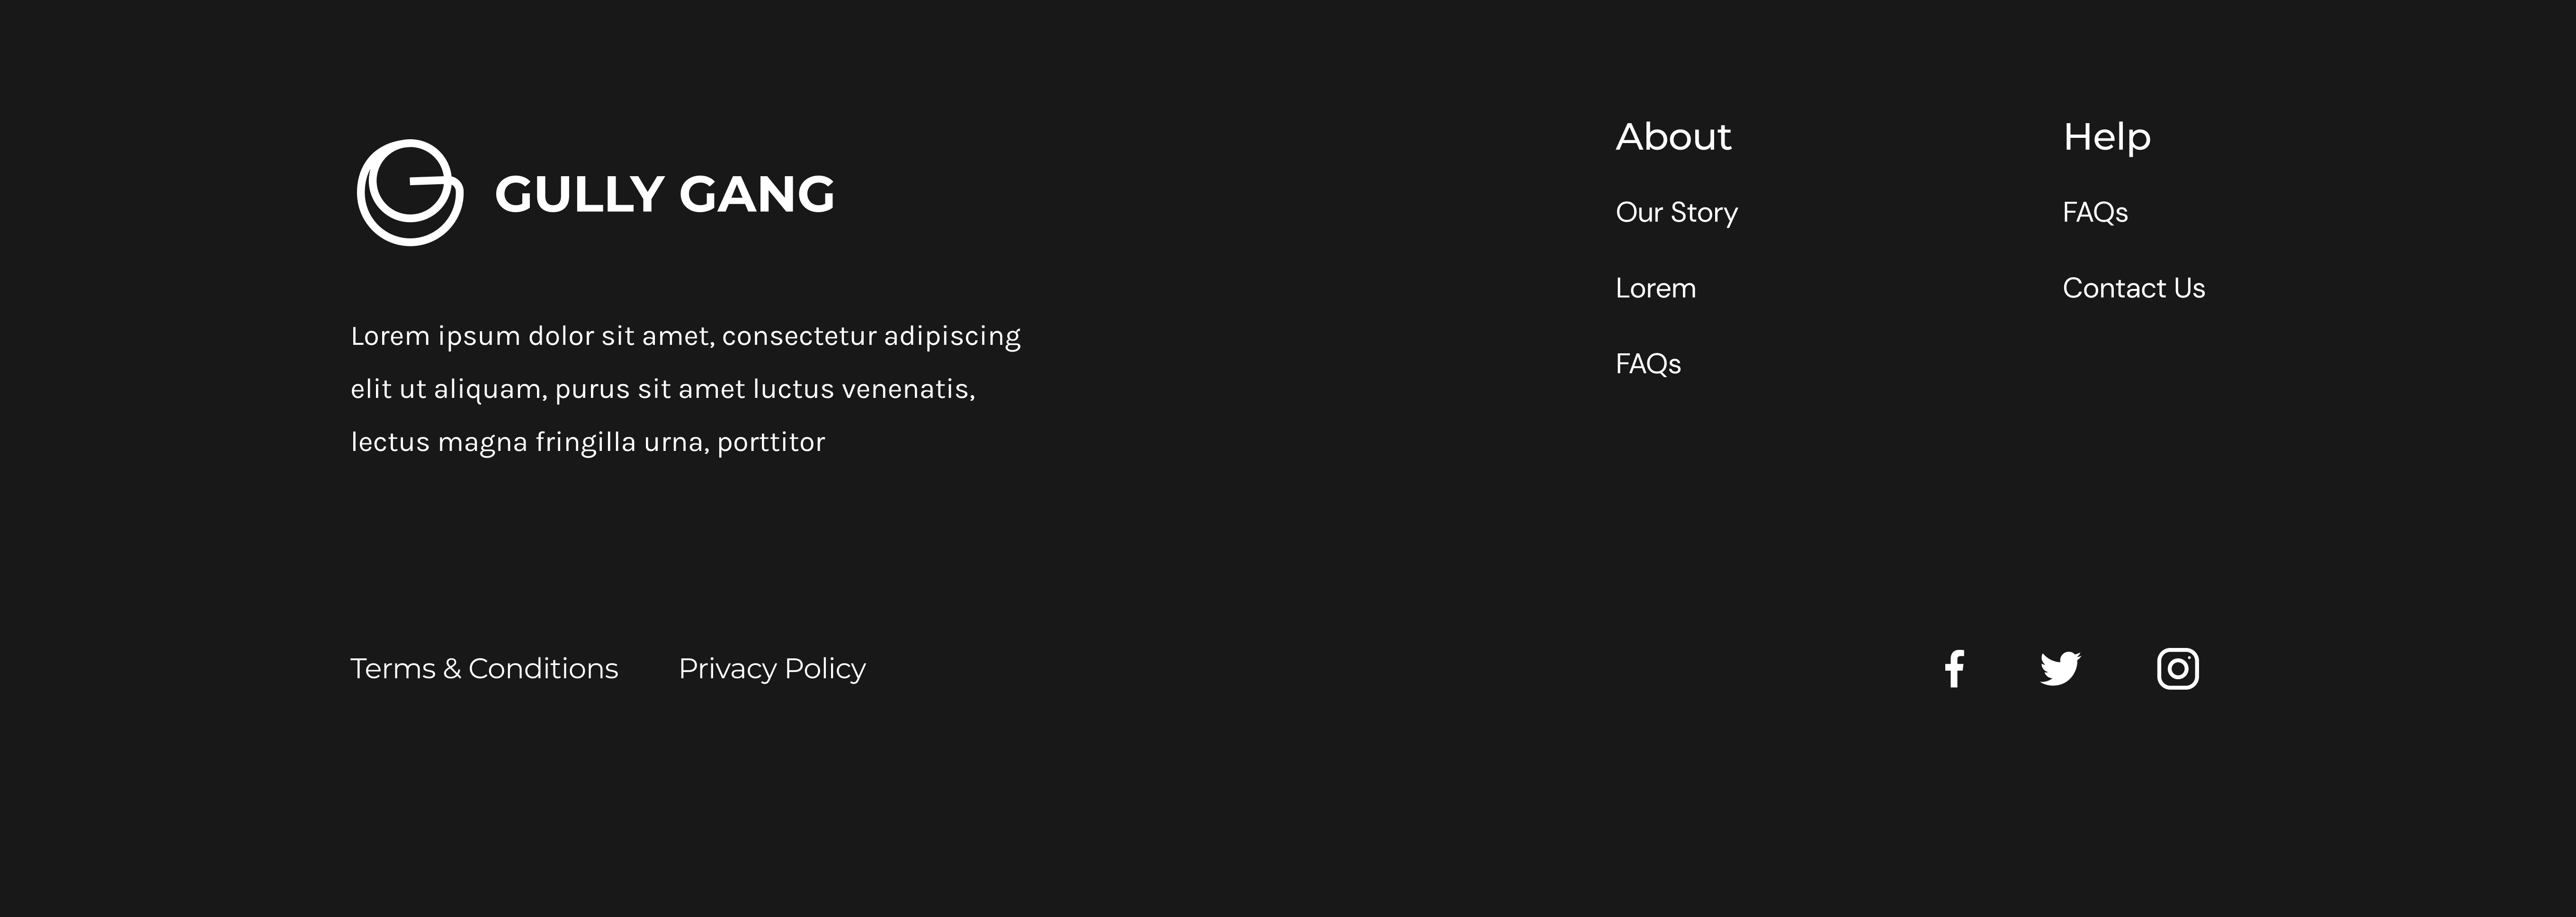 GULLY GANG
Lorem ipsum dolor sit amet, consectetur adipiscing
elit ut aliquam, purus sit amet luctus venenatis,
lectus magna fringilla urna, porttitor
About
Our Story
Lorem
FAQs
Help
FAQs
Contact Us
Terms & Conditions
Privacy Policy